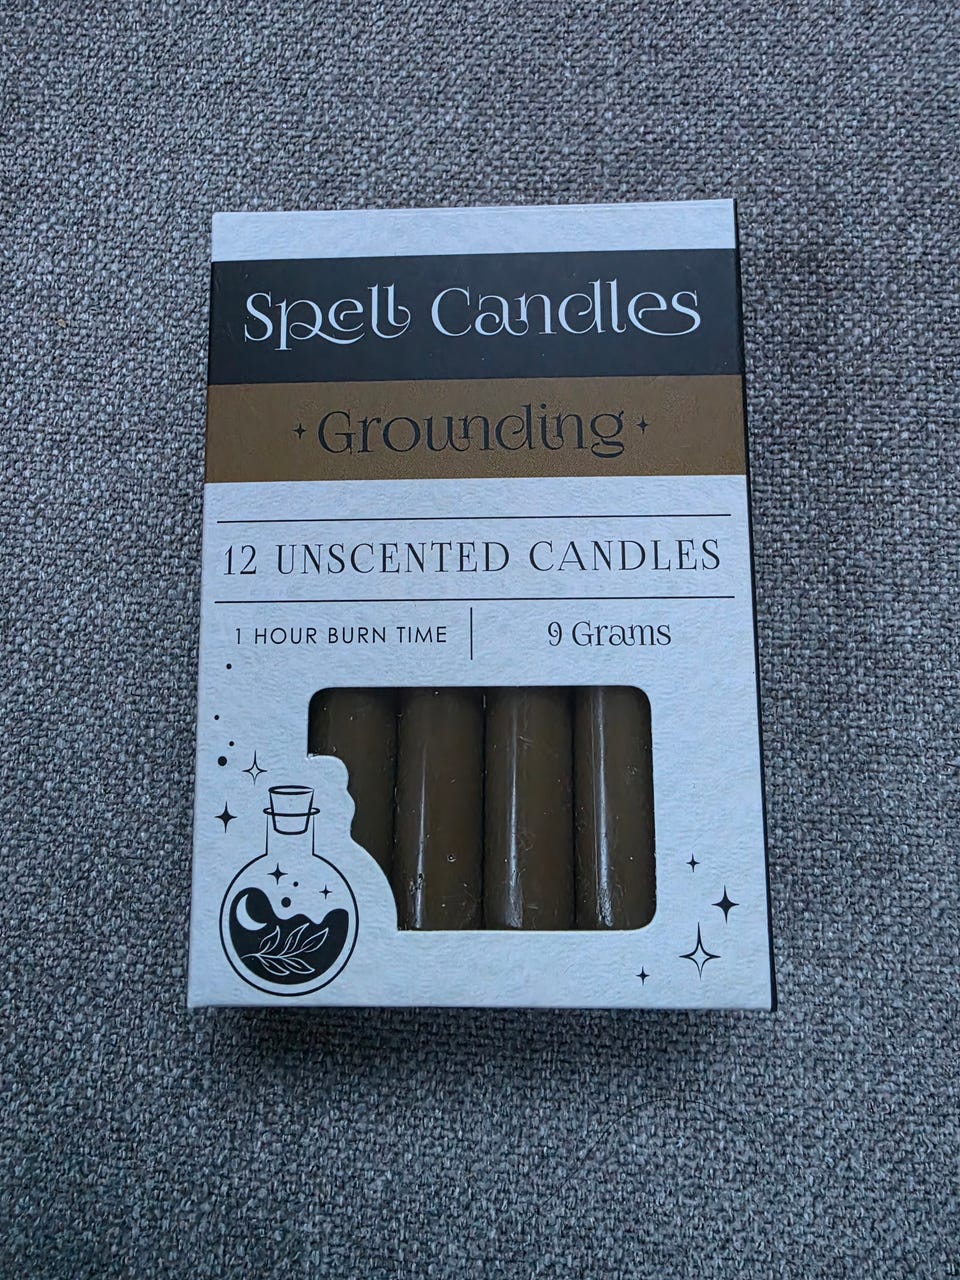 Spell Candles
Grounding
12 UNSCENTED CANDLES
1 HOUR BURN TIME
9 Grams